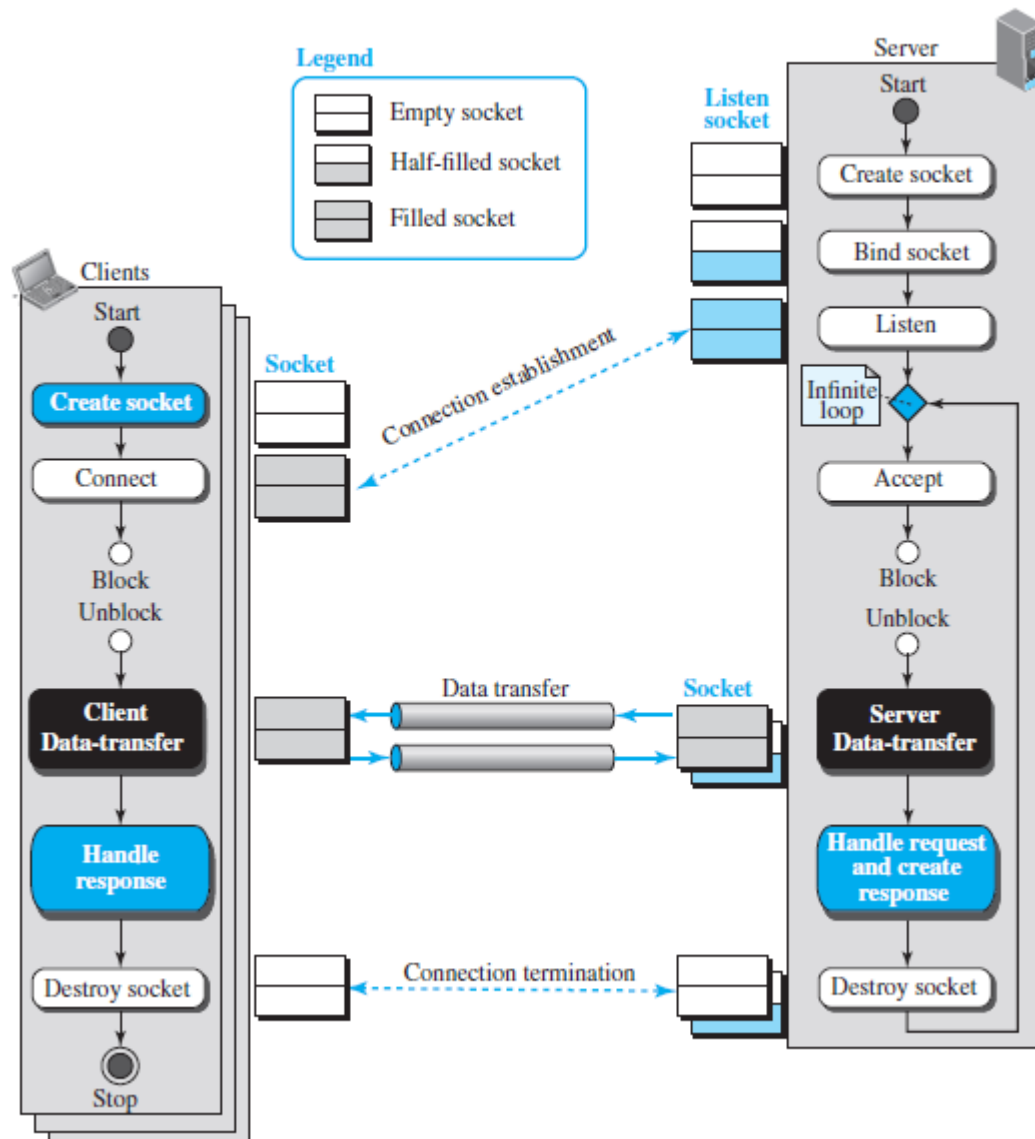 Legend
Empty socket
Half-filled socket
Filled socket
Clients
Start
Create socket
Connect
Block
Unblock
Client
Data-transfer
Handle
response
Destroy socket
Stop
Socket
Connection establishment
Data transfer
Connection termination
Listen
socket
Socket
Server
Start
Create socket
Bind socket
Listen
Infinite
loop
Accept
Block
Unblock
Server
Data-transfer
Handle request
and create
response
Destroy socket